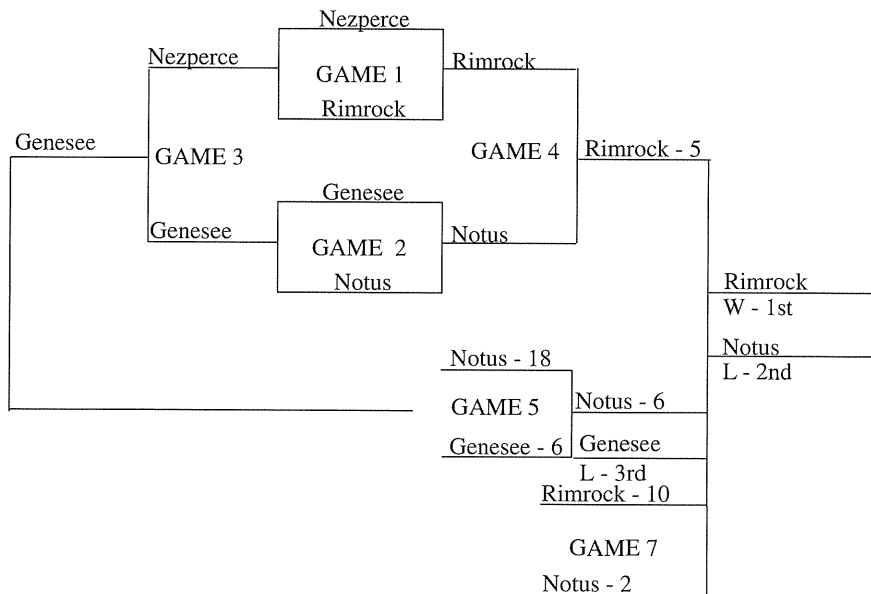 Nezperce
Nezperce
GAME 1
Rimrock
Rimrock
Genesee
GAME 3
GAME 4
Rimrock - 5
Genesee
Genesee
GAME 2
Notus
Notus
Rimrock
W - 1st
Notus
L - 2nd
Notus - 18
GAME 5
Notus - 6
Genesee - 6
Genesee
L - 3rd
Rimrock - 10
GAME 7
Notus - 2